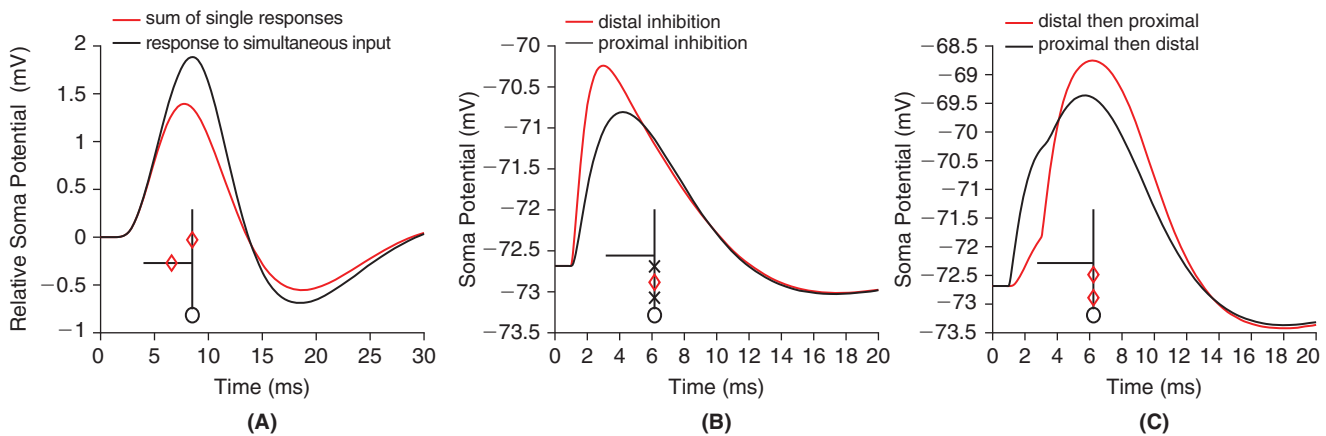 sum of single responses
response to simultaneous input
2
1.5
1
0.5
0
−0.5
−1
Relative Soma Potential (mV)
0 5 10 15 20 25 30
Time (ms)
(A)
distal inhibition
proximal inhibition
−70
−70.5
−71
−71.5
−72
−72.5
−73
−73.5
Soma Potential (mV)
0 2 4 6 8 10 12 14 16 18 20
Time (ms)
(B)
distal then proximal
proximal then distal
−68.5
−69
−69.5
−70
−70.5
−71
−71.5
−72
−72.5
−73
−73.5
Soma Potential (mV)
0 2 4 6 8 10 12 14 16 18 20
Time (ms)
(C)